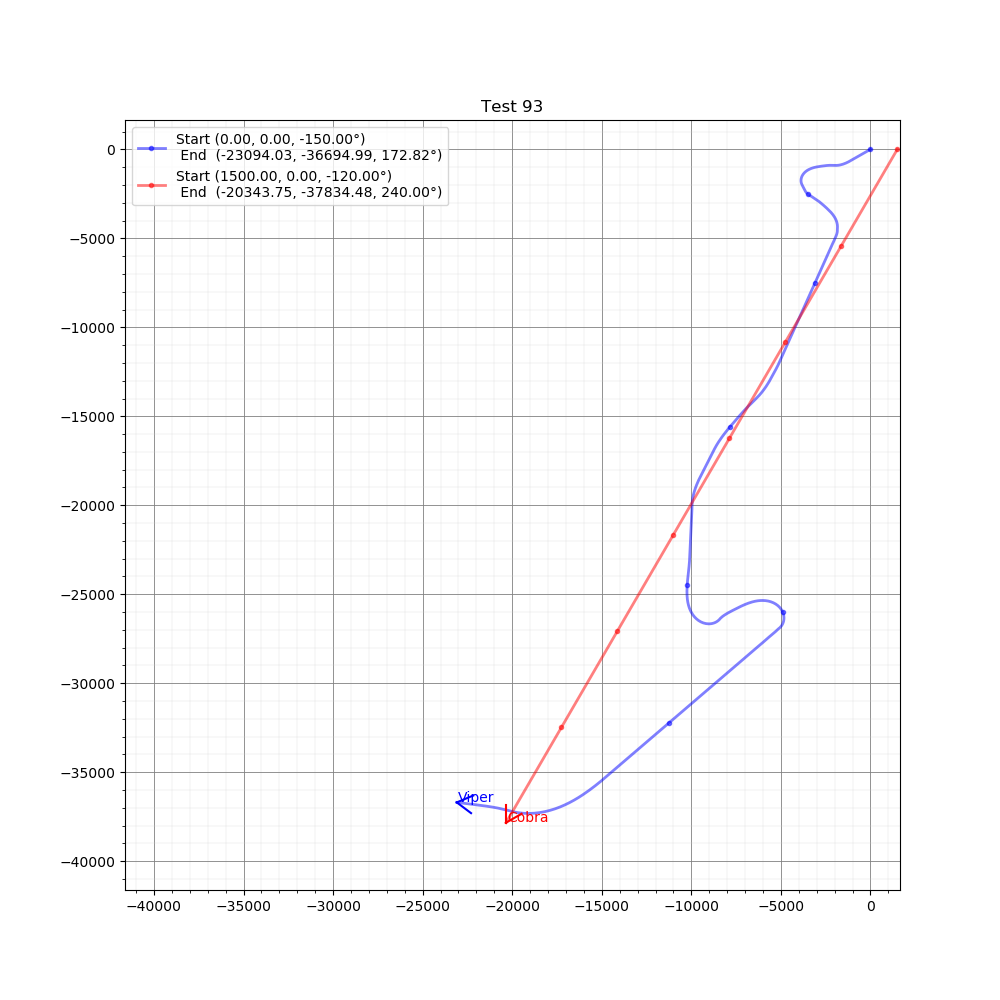 Test 93
Start (0.00, 0.00, -150.00°)
End  (-23094.03, -36694.99, 172.82°)
Start (1500.00, 0.00, -120.00°)
End  (-20343.75, -37834.48, 240.00°)
0
−5000
−10000
−15000
−20000
−25000
−30000
−35000
−40000
Viper
Cobra
−40000 −35000 −30000 −25000 −20000 −15000 −10000 −5000 0